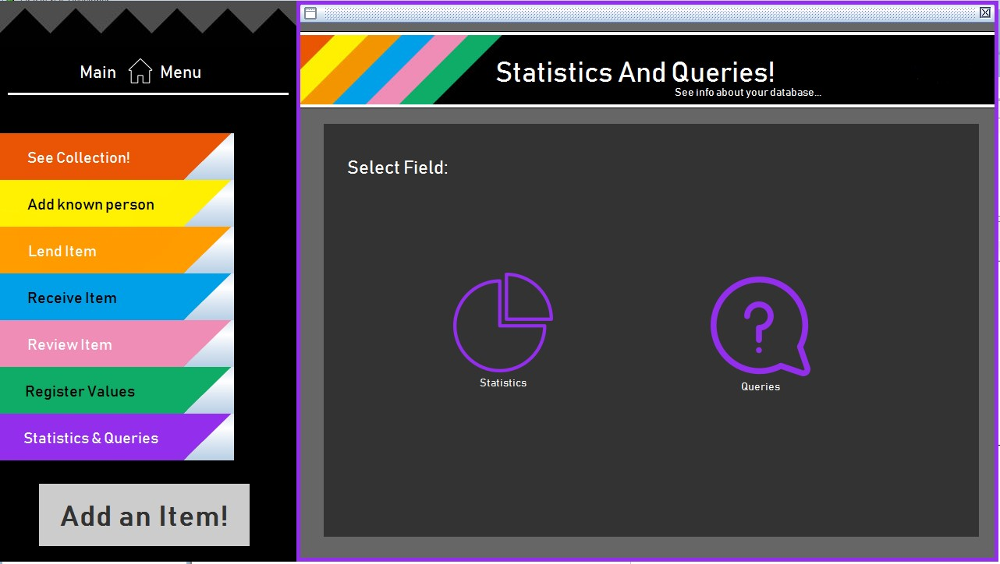 Main Menu
See Collection!
Add known person
Lend Item
Receive Item
Review Item
Register Values
Statistics & Queries
Add an Item!
Statistics And Queries!
See info about your database...
Select Field:
Statistics
Queries